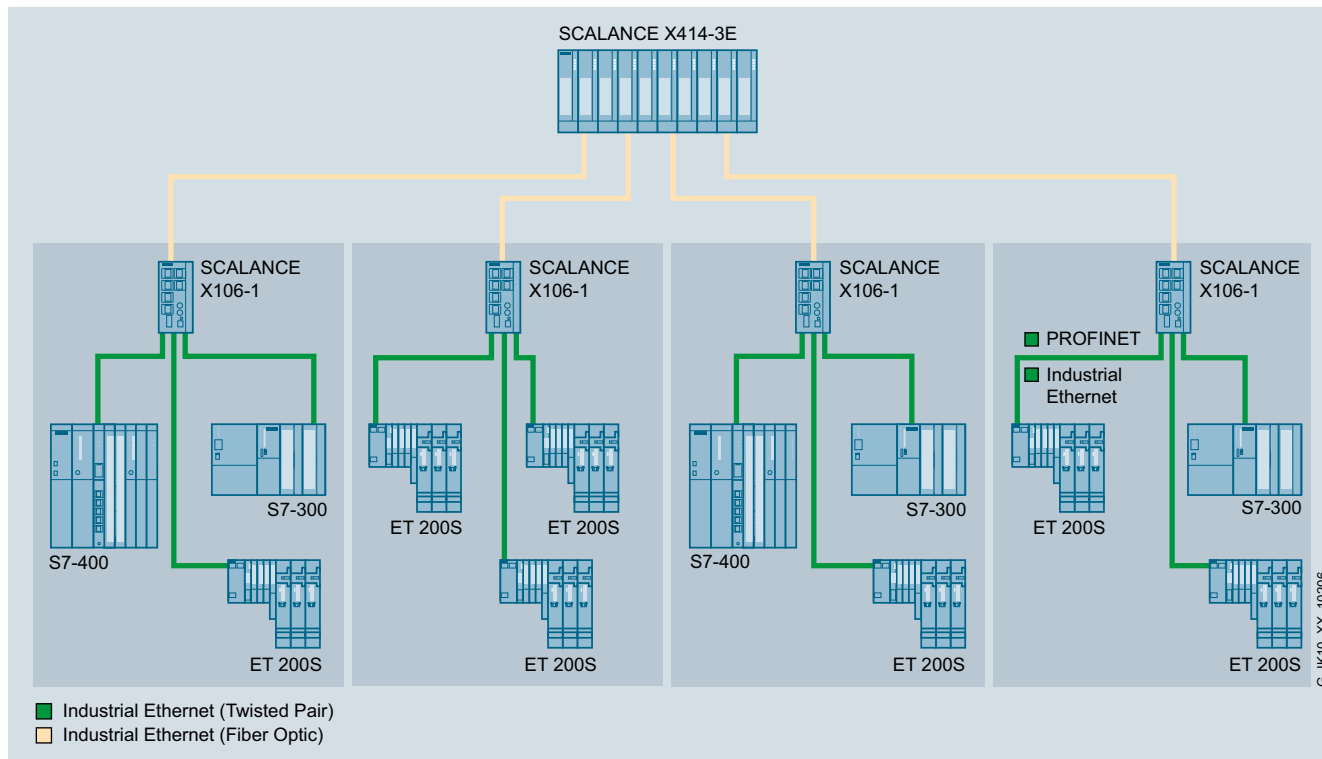 SCALANCE X414-3E
SCALANCE
X106-1
SCALANCE
X106-1
SCALANCE
X106-1
SCALANCE
X106-1
PROFINET
Industrial
Ethernet
S7-400
S7-300
ET 200S
ET 200S
ET 200S
ET 200S
S7-400
S7-300
ET 200S
ET 200S
S7-300
ET 200S
Industrial Ethernet (Twisted Pair)
Industrial Ethernet (Fiber Optic)